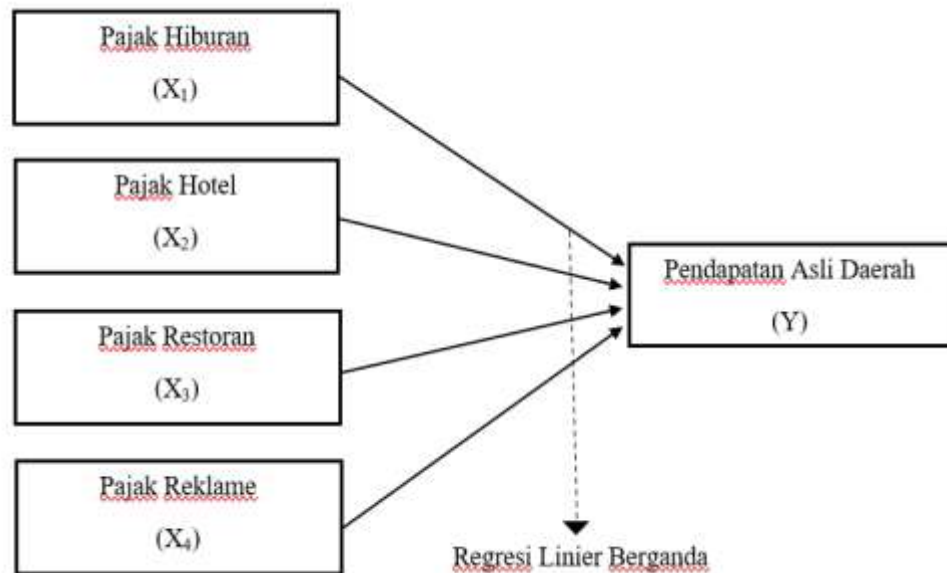 Pajak Hiburan
(X₁)
Pajak Hotel
(X₂)
Pajak Restoran
(X₃)
Pajak Reklame
(X₄)
Pendapatan Asli Daerah
(Y)
Regresi Linier Berganda